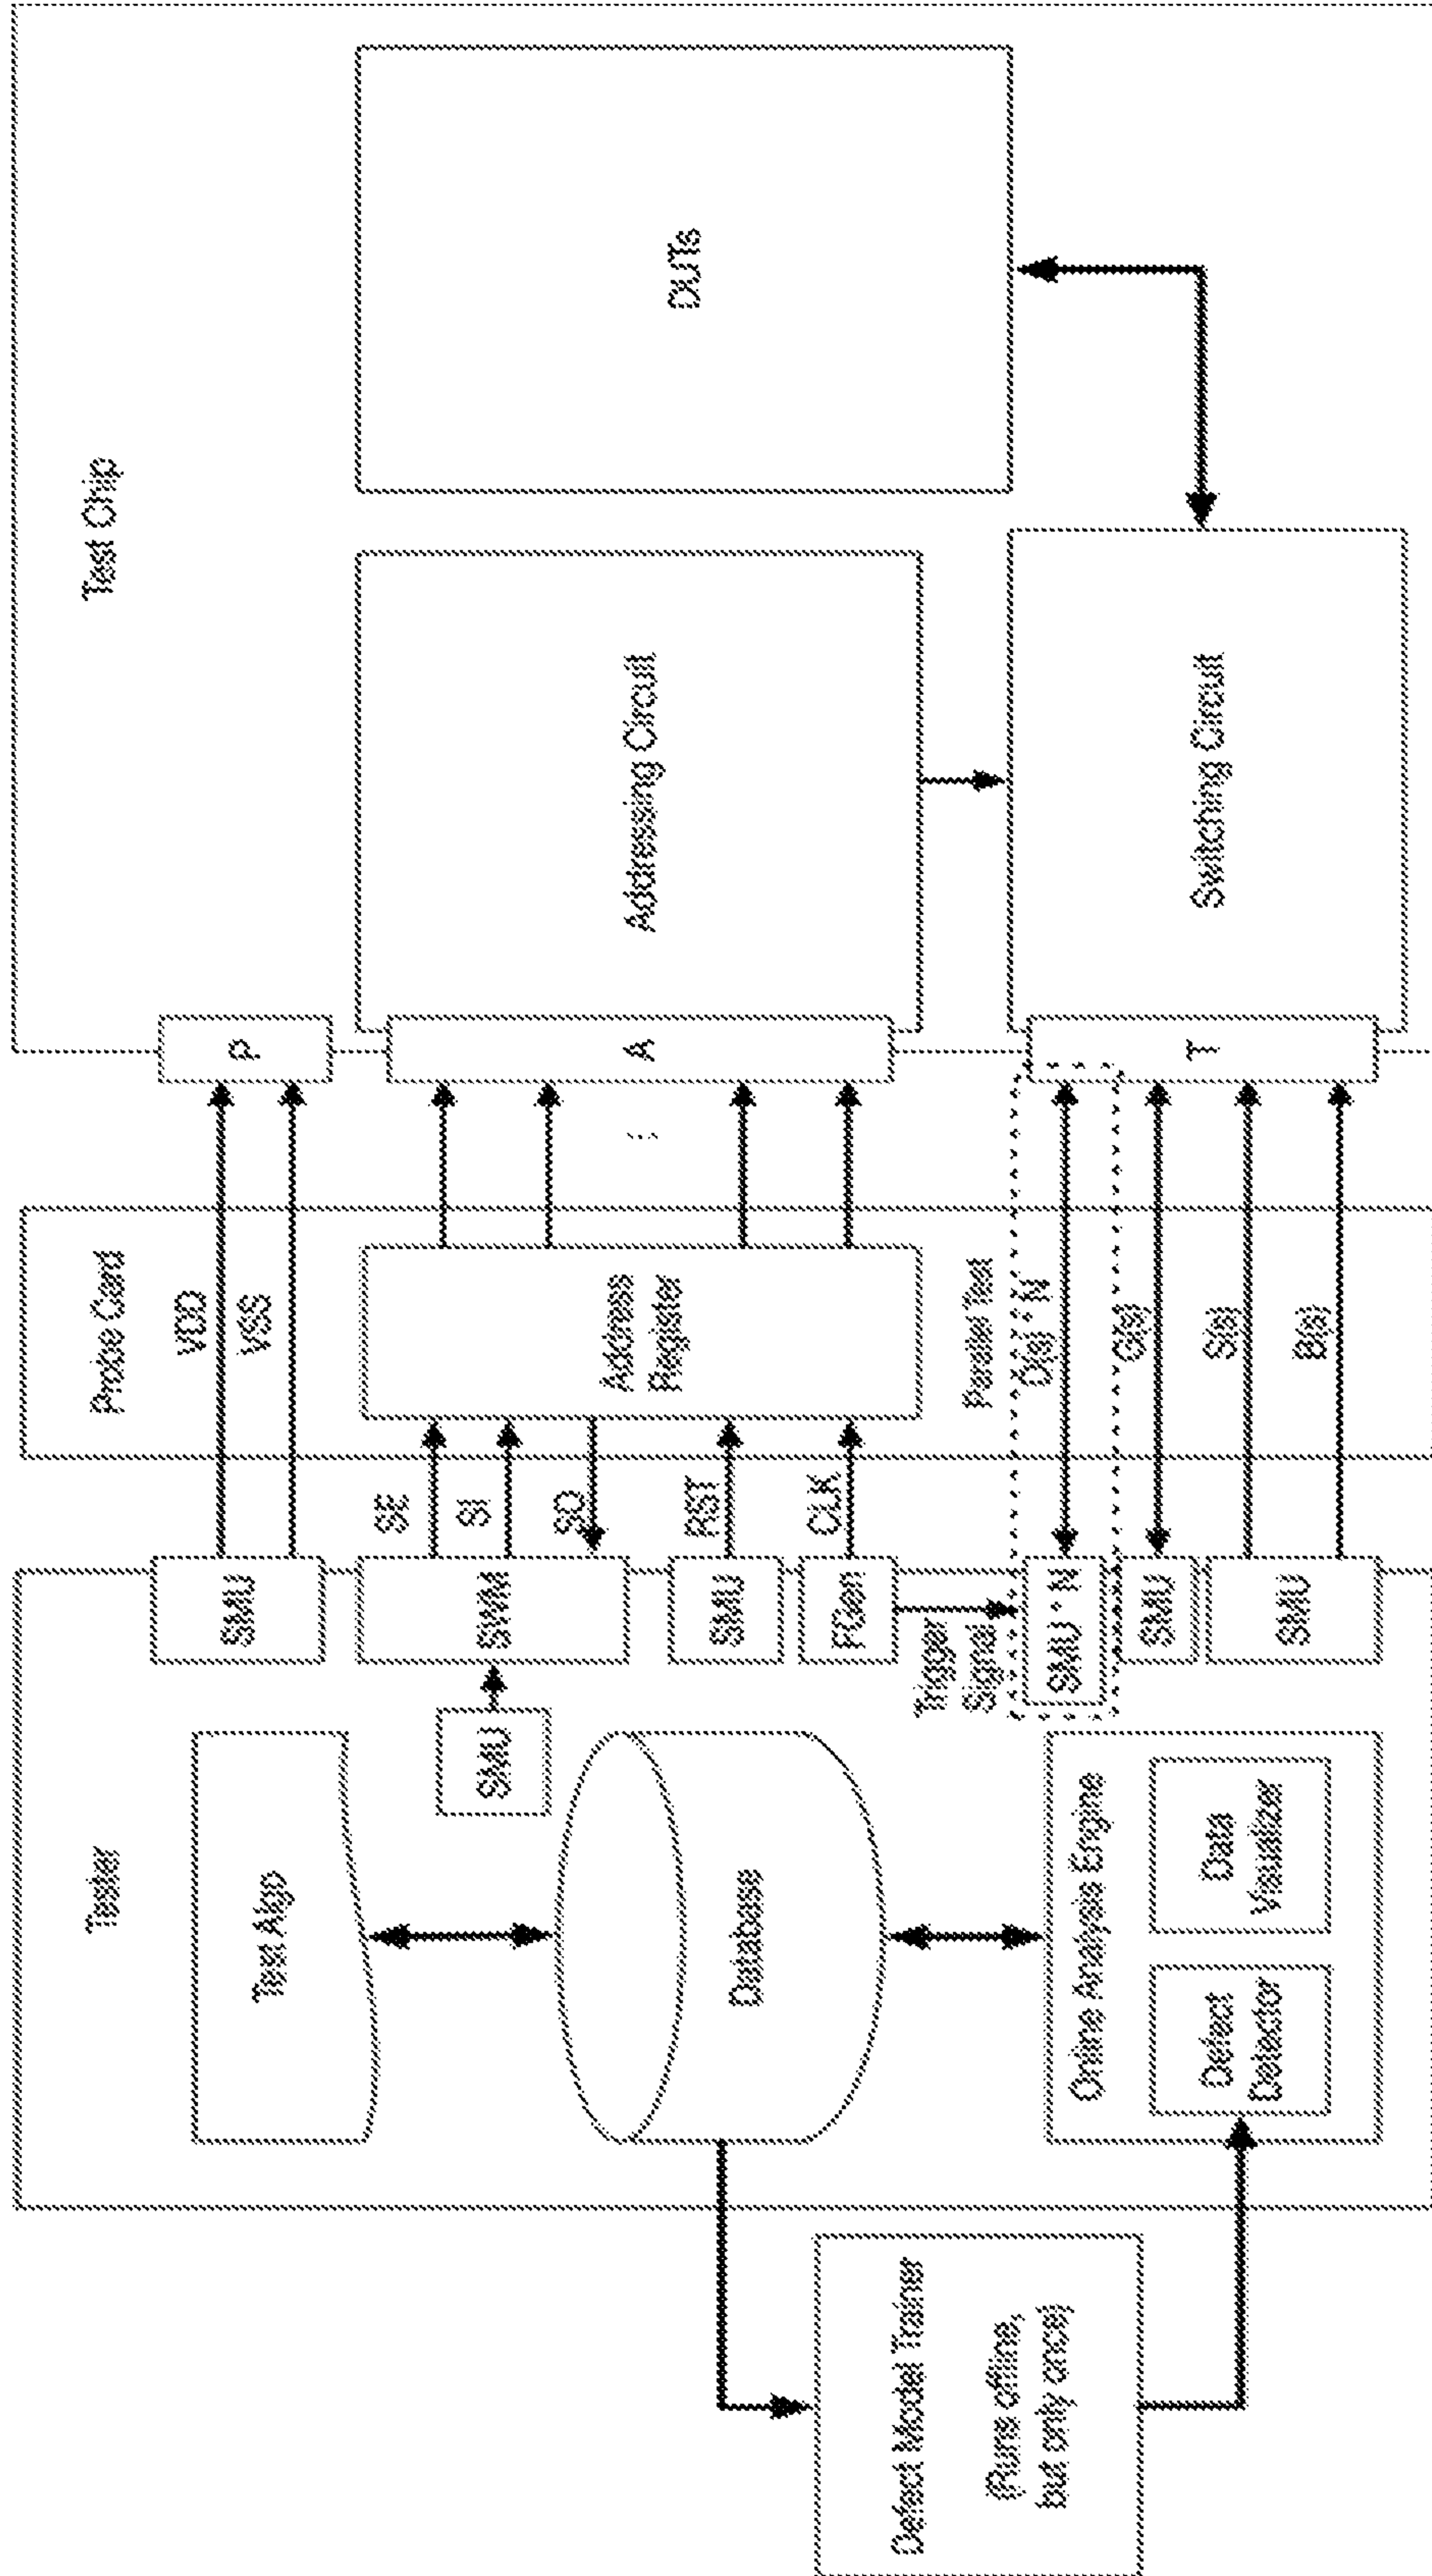 Defect Model Trainer
(Runs offline,
but only once)
Tester
Test Algo
Database
Online Analysis Engine
Defect
Detector
Data
Visualizer
SMU
SMU
SWM
SMU
FGen
Trigger
Signal
SMU * N
SMU
SMU
SE
SI
SO
RST
CLK
Probe Card
VDD
VSS
Address
Register
Parallel Test
D(s) * N
G(s)
S(s)
B(s)
P
A
T
Test Chip
Addressing Circuit
Switching Circuit
DUTs